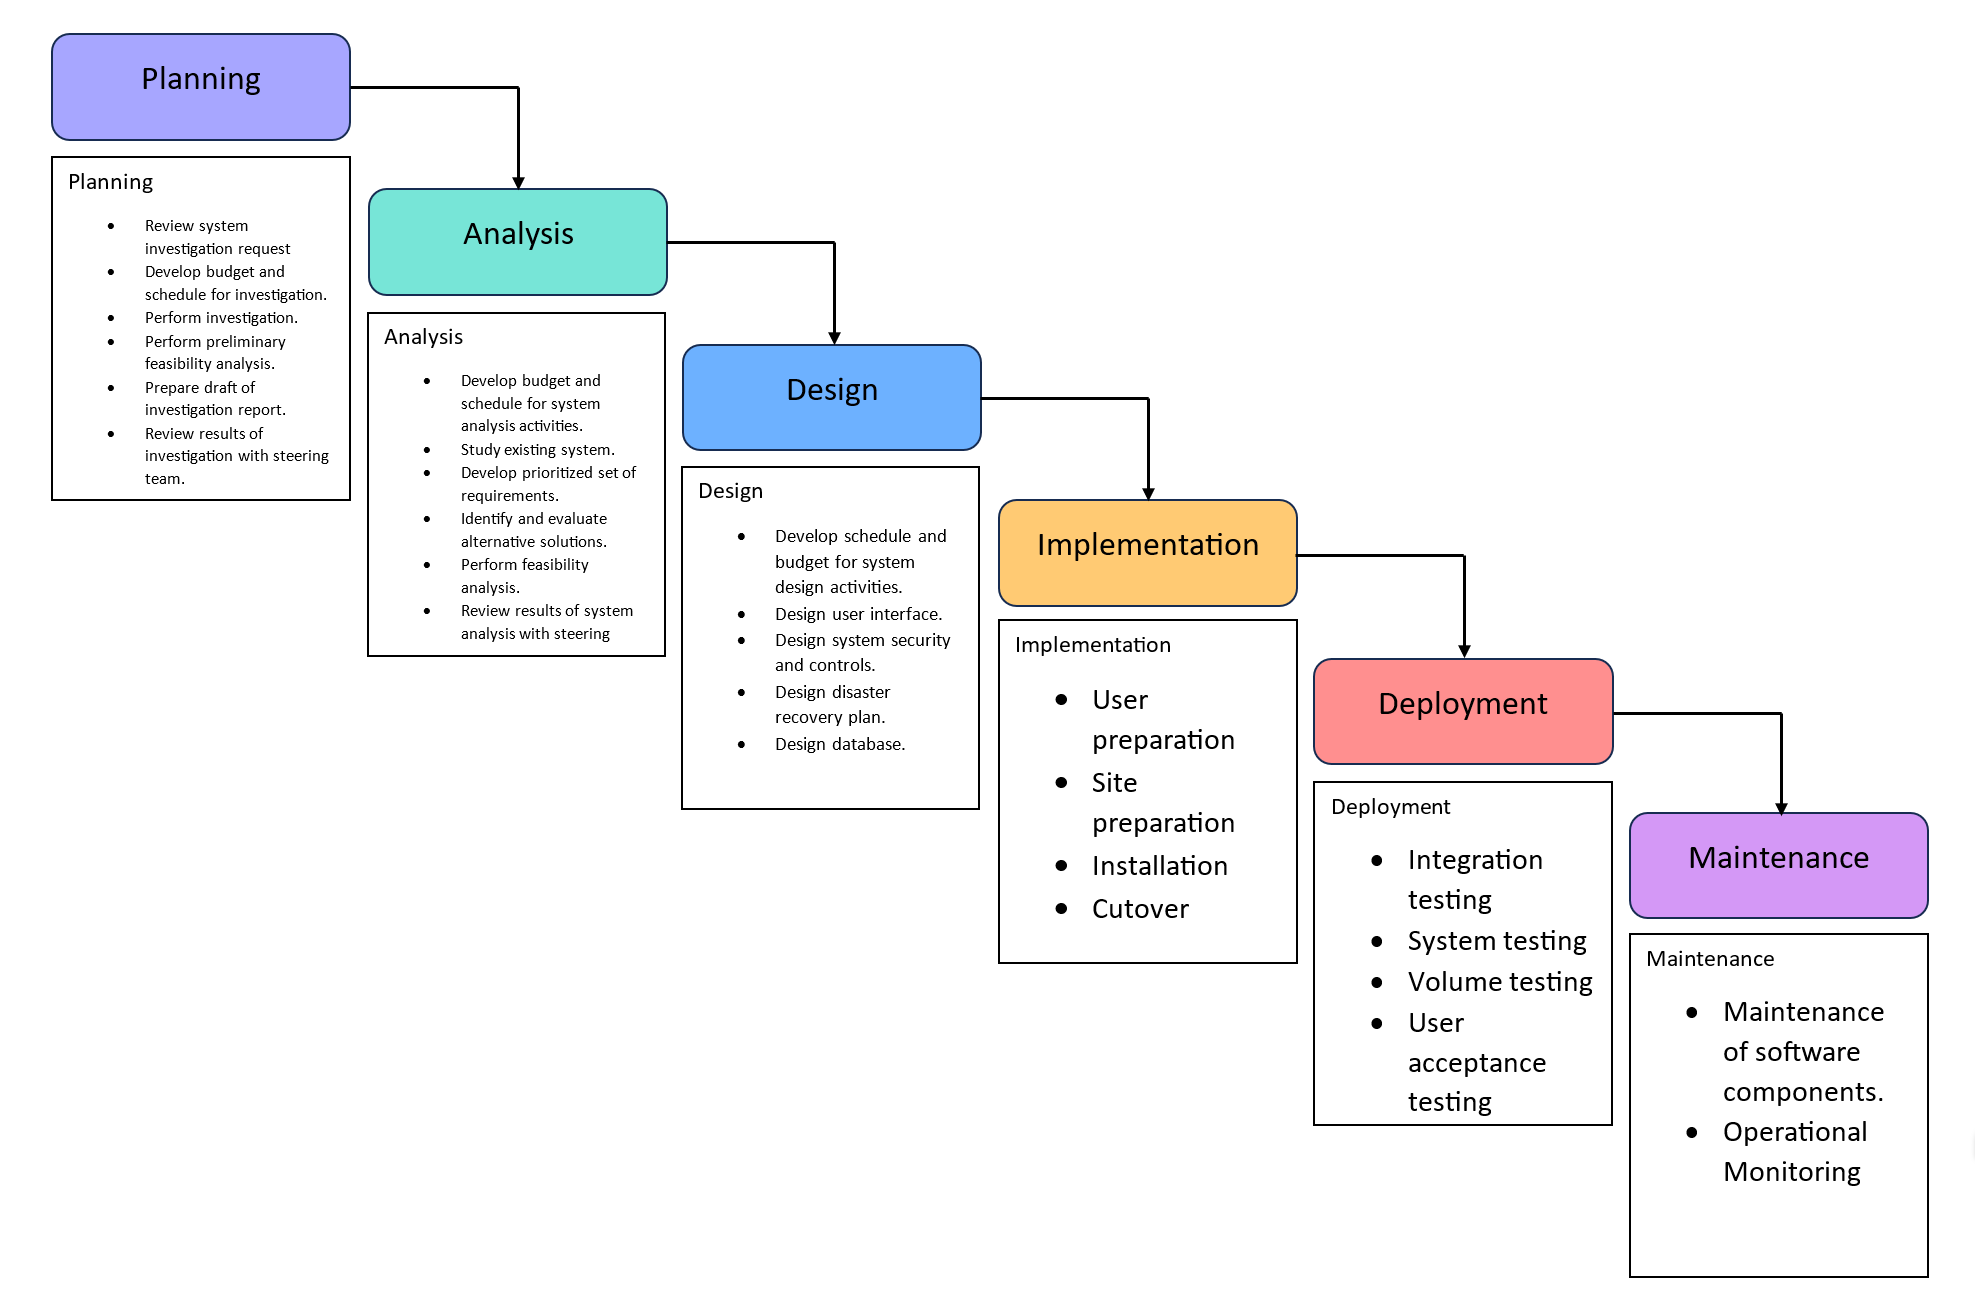 Planning
Planning
• Review system
investigation request
• Develop budget and
schedule for investigation.
• Perform investigation.
• Perform preliminary
feasibility analysis.
• Prepare draft of
investigation report.
• Review results of
investigation with steering
team.
Analysis
Analysis
• Develop budget and
schedule for system
analysis activities.
• Study existing system.
• Develop prioritized set of
requirements.
• Identify and evaluate
alternative solutions.
• Perform feasibility
analysis.
• Review results of system
analysis with steering
Design
Design
• Develop schedule and
budget for system
design activities.
• Design user interface.
• Design system security
and controls.
• Design disaster
recovery plan.
• Design database.
Implementation
Implementation
• User
preparation
• Site
preparation
• Installation
• Cutover
Deployment
Deployment
• Integration
testing
• System testing
• Volume testing
• User
acceptance
testing
Maintenance
Maintenance
• Maintenance
of software
components.
• Operational
Monitoring